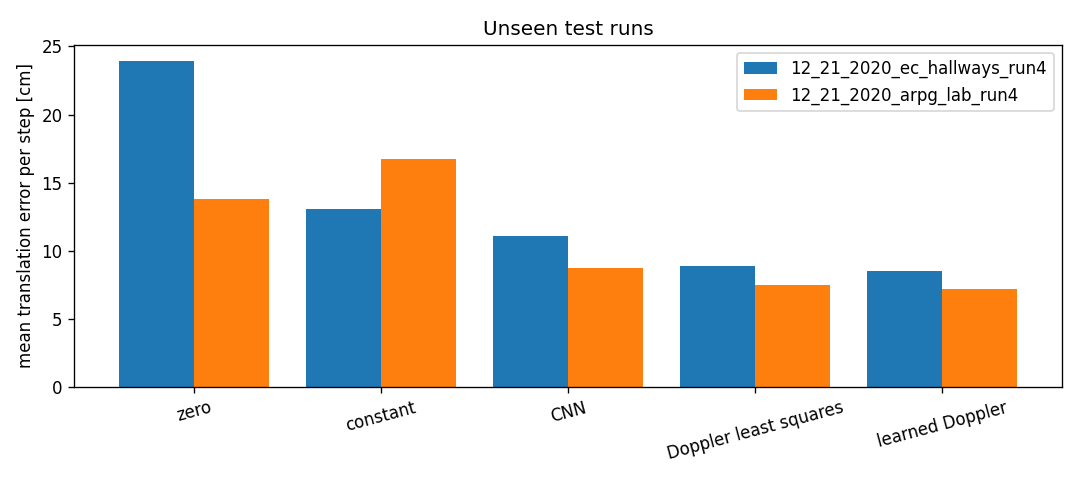 Unseen test runs
mean translation error per step [cm]
25
20
15
10
5
0
12_21_2020_ec_hallways_run4
12_21_2020_arpg_lab_run4
zero
constant
CNN
Doppler least squares
learned Doppler